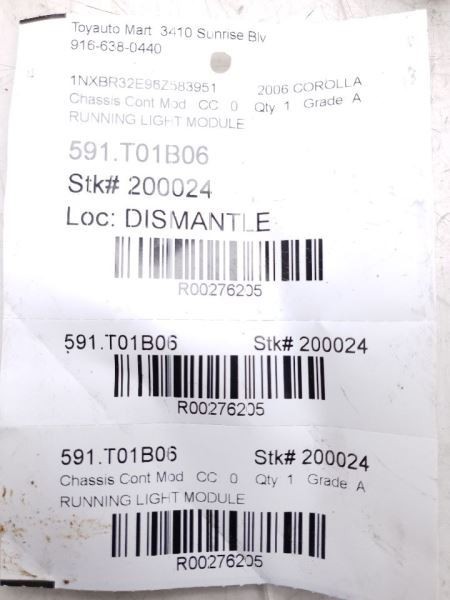 Toyauto Mart 3410 Sunrise Blv
916-638-0440
1NXBR32E96Z583951 2006 COROLLA
Chassis Cont Mod CC 0 Qty 1 Grade A
RUNNING LIGHT MODULE
591.T01B06
Stk# 200024
Loc: DISMANTLE
R00276205
591.T01B06 Stk# 200024
R00276205
591.T01B06 Stk# 200024
Chassis Cont Mod CC 0 Qty 1 Grade A
RUNNING LIGHT MODULE
R00276205